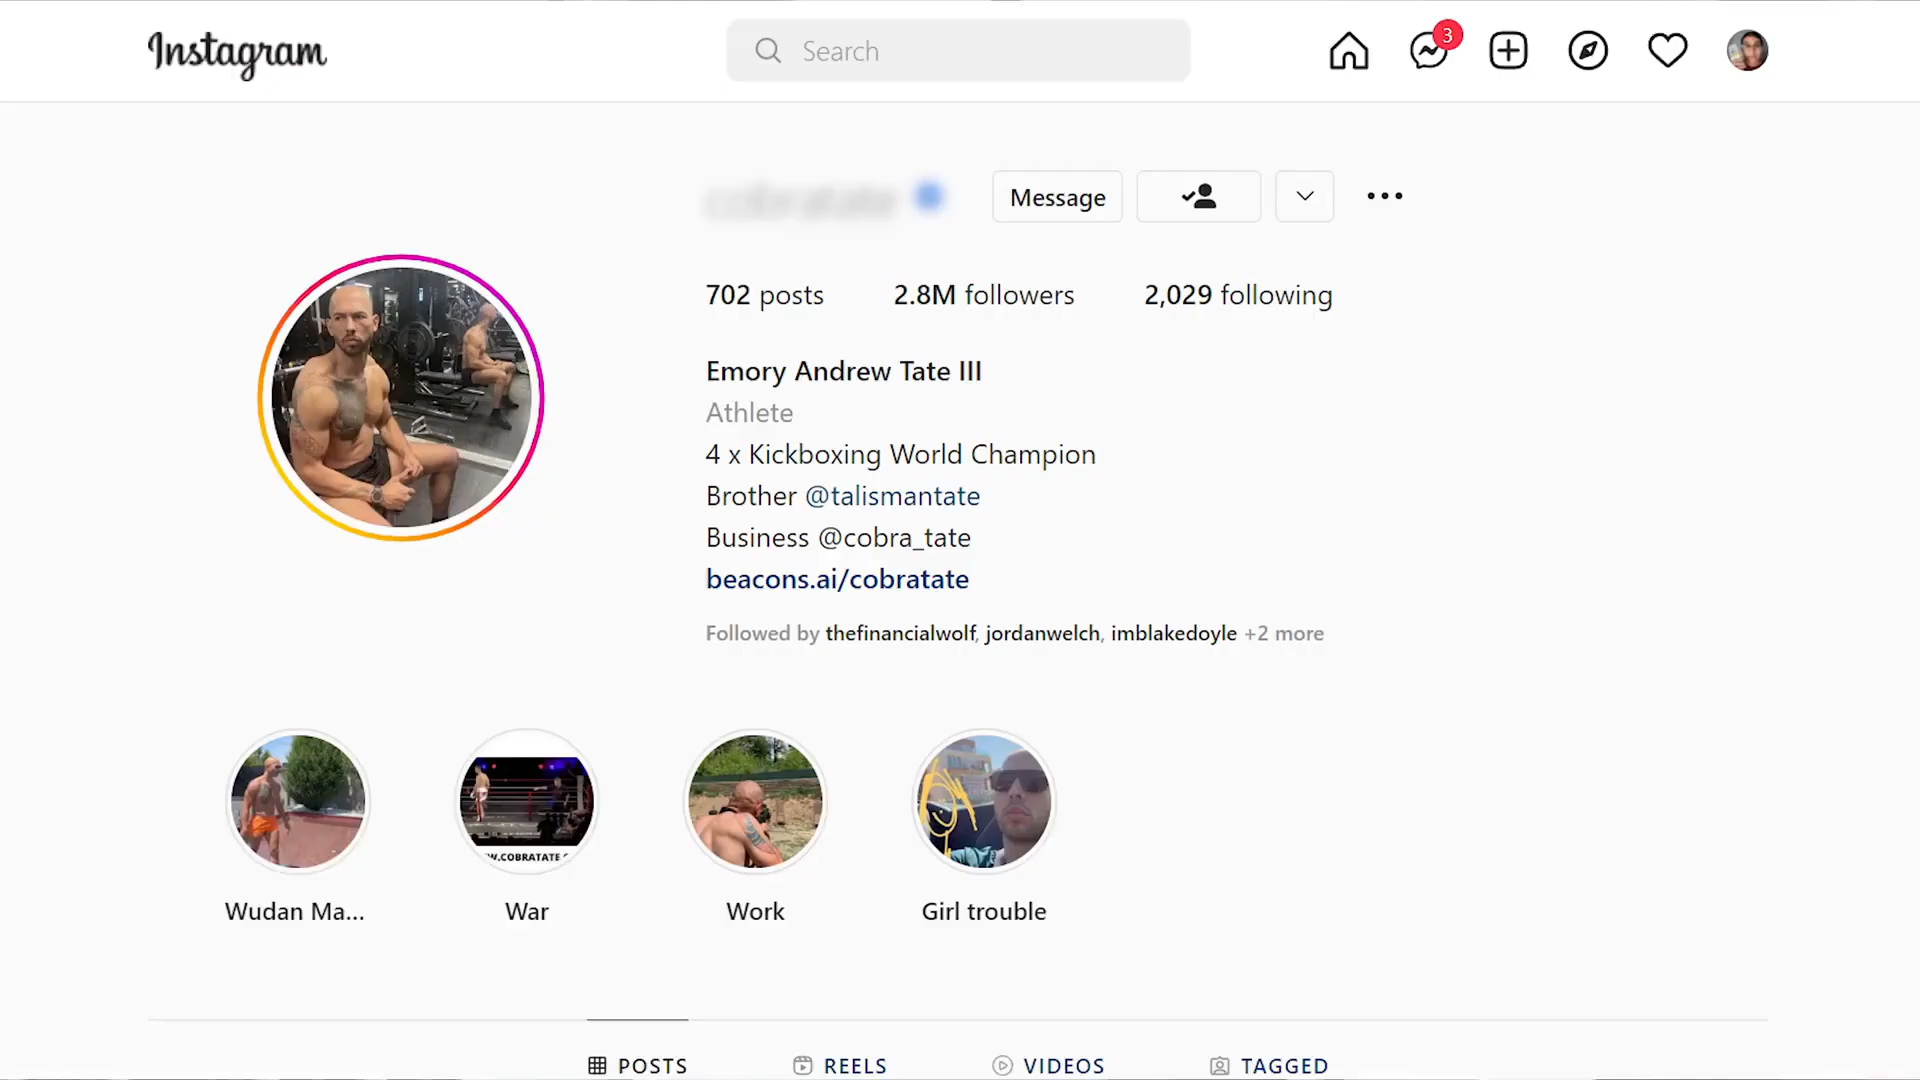 Instagram
Search
3
cobratate
Message
702 posts 2.8M followers 2,029 following
Emory Andrew Tate III
Athlete
4 x Kickboxing World Champion
Brother @talismantate
Business @cobra_tate
beacons.ai/cobratate
Followed by thefinancialwolf, jordanwelch, imblakedoyle +2 more
W.COBRATATE.
Wudan Ma...
War
Work
Girl trouble
POSTS
REELS
VIDEOS
TAGGED